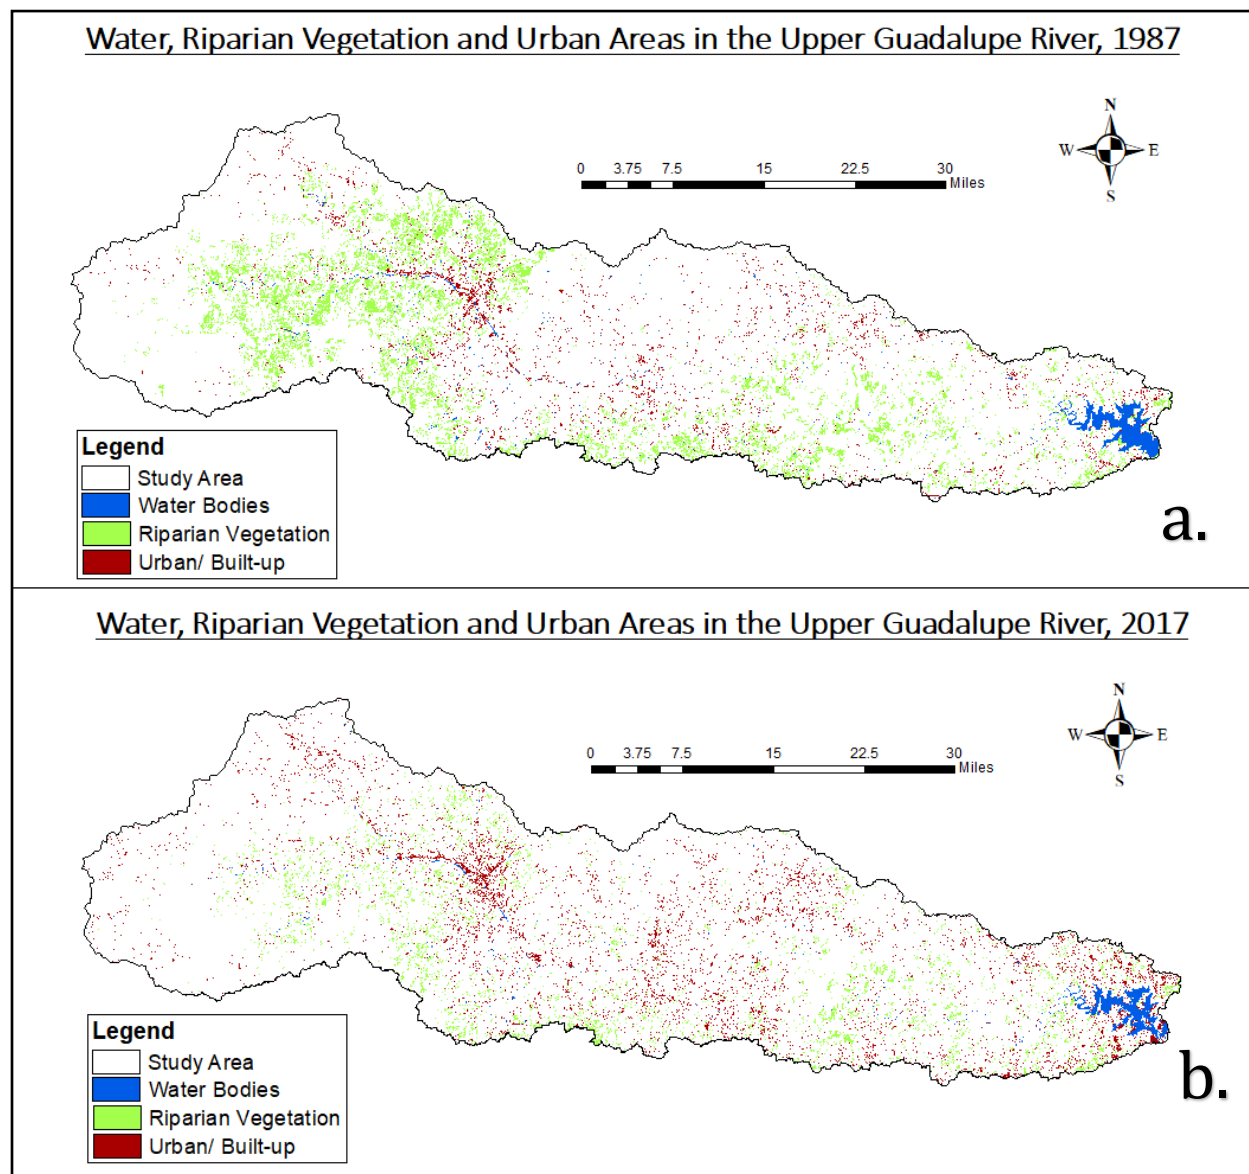 Water, Riparian Vegetation and Urban Areas in the Upper Guadalupe River, 1987
N
W E
S
0 3.75 7.5 15 22.5 30
Miles
Legend
Study Area
Water Bodies
Riparian Vegetation
Urban/ Built-up
a.
Water, Riparian Vegetation and Urban Areas in the Upper Guadalupe River, 2017
N
W E
S
0 3.75 7.5 15 22.5 30
Miles
Legend
Study Area
Water Bodies
Riparian Vegetation
Urban/ Built-up
b.